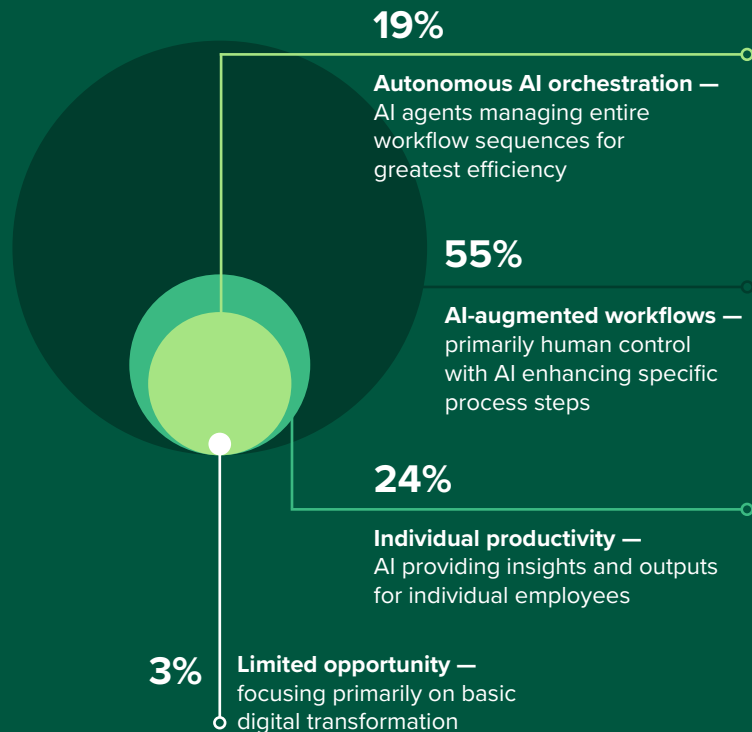 19%
Autonomous AI orchestration —
AI agents managing entire
workflow sequences for
greatest efficiency
55%
AI-augmented workflows —
primarily human control
with AI enhancing specific
process steps
24%
Individual productivity —
AI providing insights and outputs
for individual employees
3%
Limited opportunity —
focusing primarily on basic
digital transformation